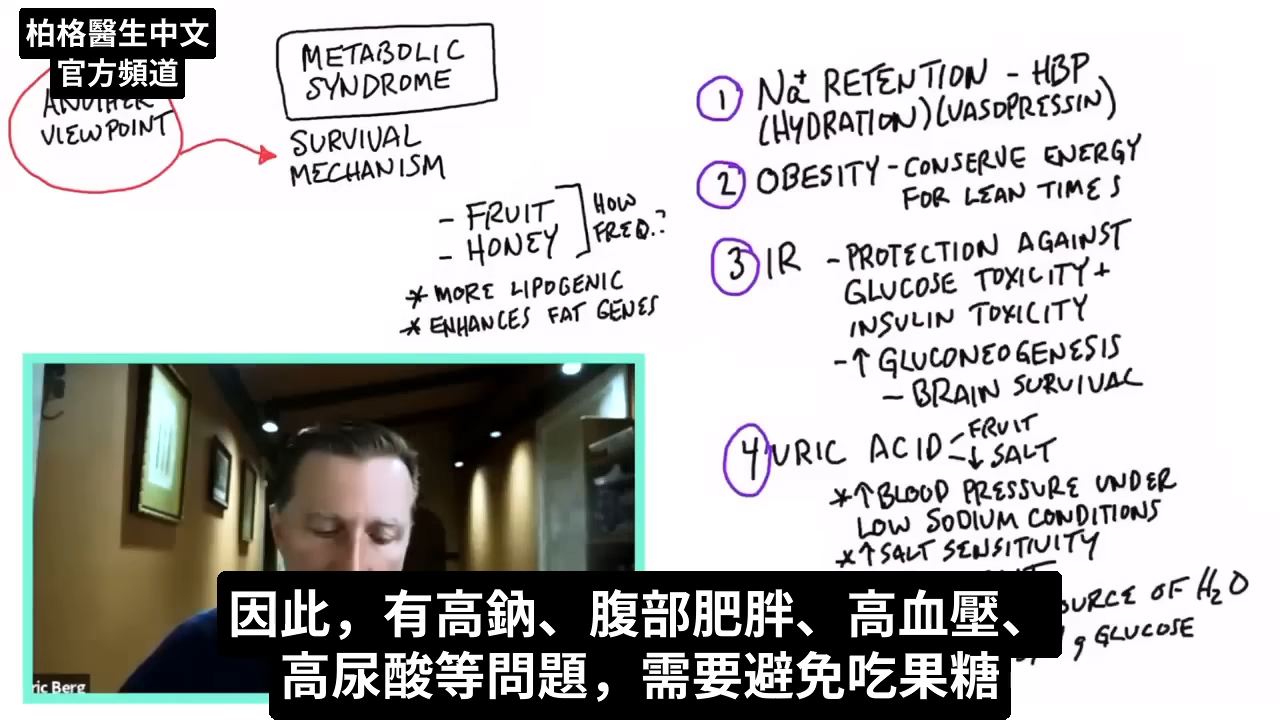 柏格醫生中文
官方頻道
ANOTHER
VIEWPOINT
METABOLIC
SYNDROME
SURVIVAL
MECHANISM
- FRUIT
- HONEY
HOW
FREQ.?
* MORE LIPOGENIC
* ENHANCES FAT GENES
1 Na+ RETENTION - HBP
(HYDRATION)(VASOPRESSIN)
2 OBESITY - CONSERVE ENERGY
FOR LEAN TIMES
3 IR - PROTECTION AGAINST
GLUCOSE TOXICITY +
INSULIN TOXICITY
- ↑ GLUCONEOGENESIS
- BRAIN SURVIVAL
4 URIC ACID - FRUIT
- ↓ SALT
* ↑ BLOOD PRESSURE UNDER
LOW SODIUM CONDITIONS
* ↑ SALT SENSITIVITY
OURCE OF H2O
g GLUCOSE
ric Berg
因此，有高鈉、腹部肥胖、高血壓、
高尿酸等問題，需要避免吃果糖